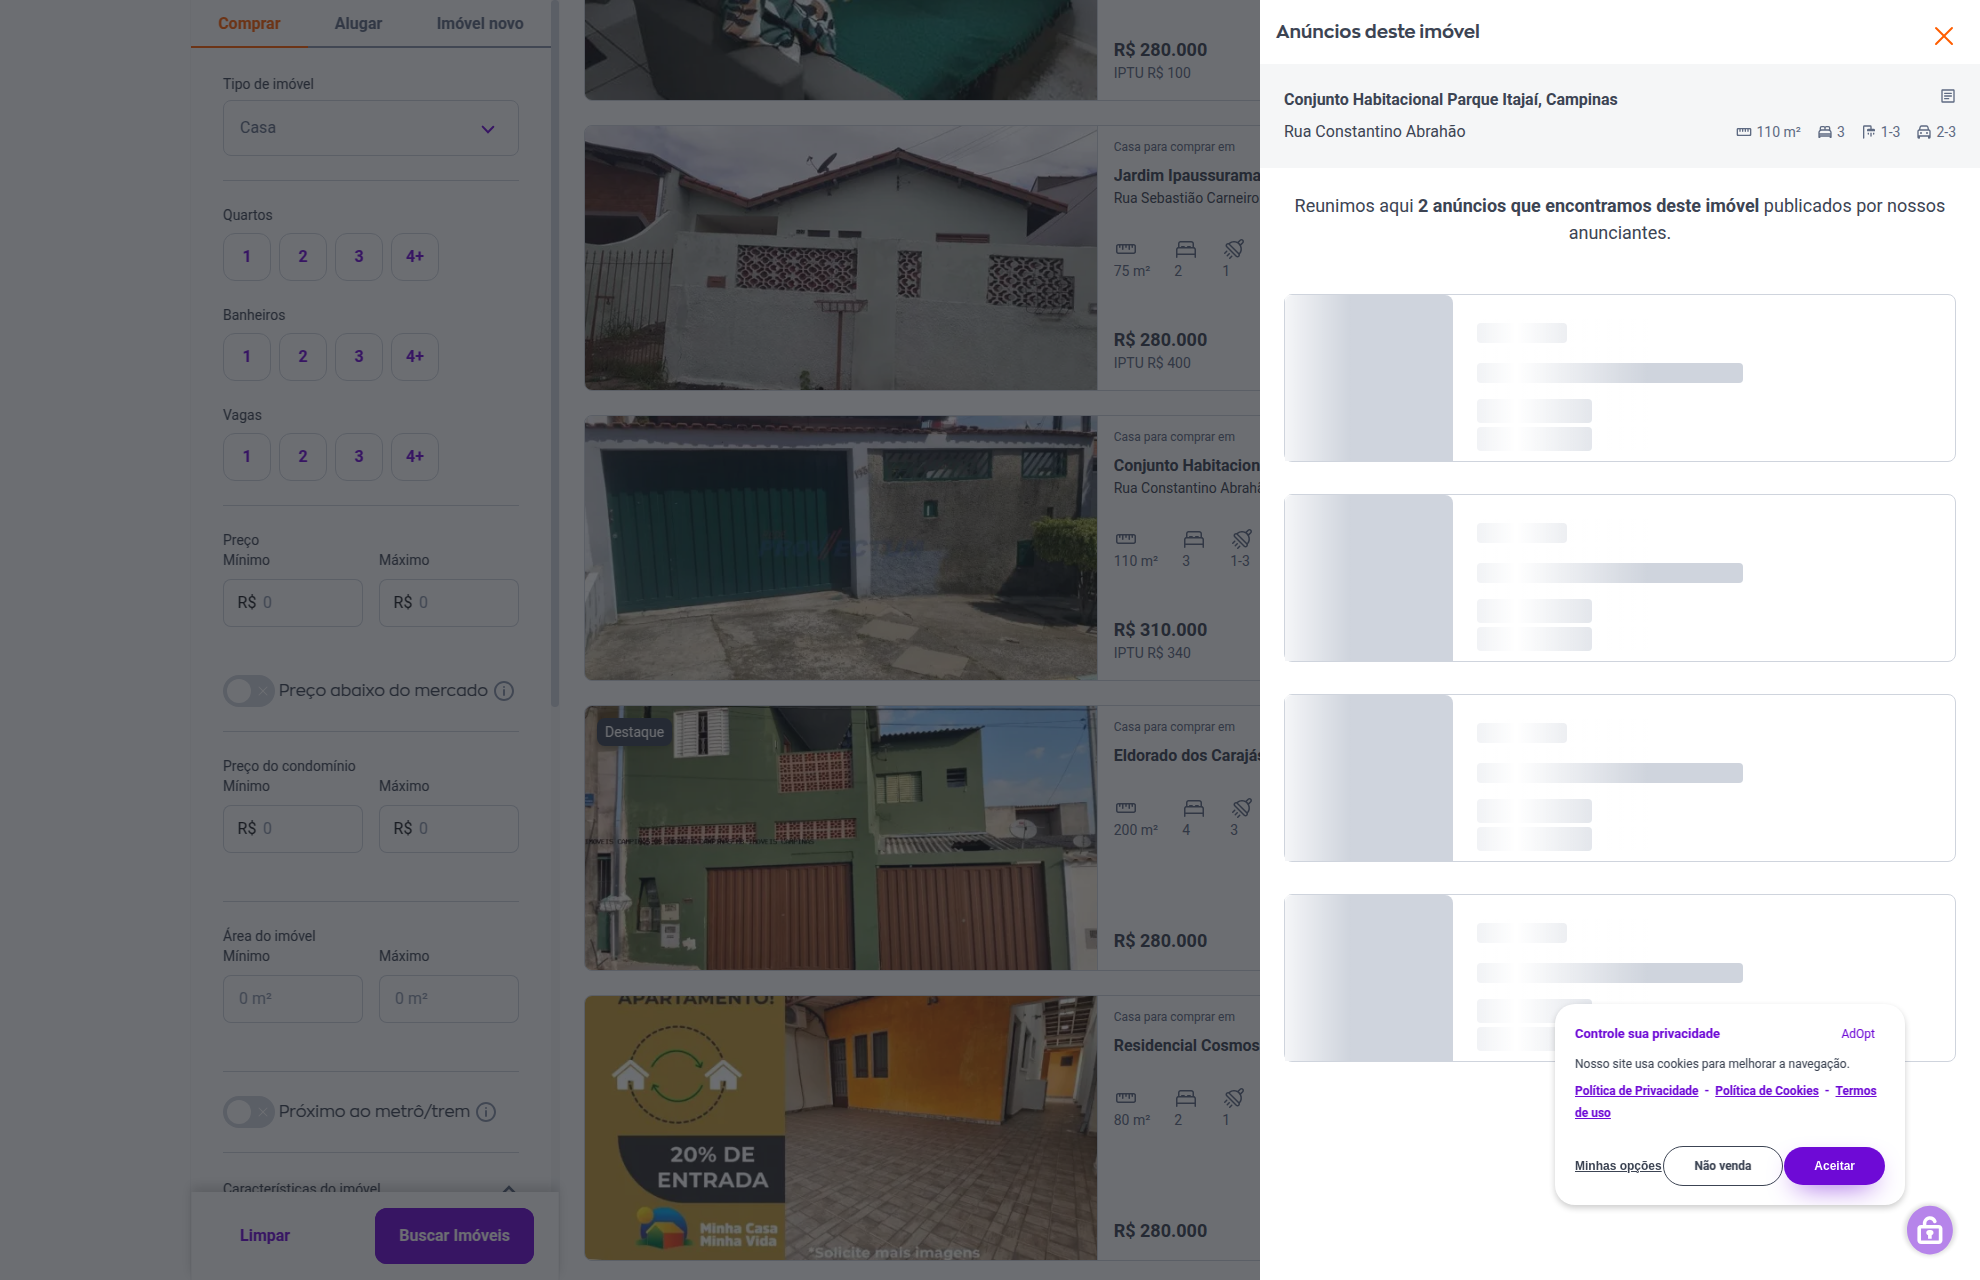 Comprar
Alugar
Imóvel novo
Tipo de imóvel
Casa
Quartos
1
2
3
4+
Banheiros
1
2
3
4+
Vagas
1
2
3
4+
Preço
Mínimo
Máximo
R$ 0
R$ 0
Preço abaixo do mercado
Preço do condomínio
Mínimo
Máximo
R$ 0
R$ 0
Área do imóvel
Mínimo
Máximo
0 m²
0 m²
Próximo ao metrô/trem
Características do imóvel
Limpar
Buscar Imóveis
R$ 280.000
IPTU R$ 100
Casa para comprar em
Jardim Ipaussurama
Rua Sebastião Carneiro
75 m²
2
1
R$ 280.000
IPTU R$ 400
Casa para comprar em
Conjunto Habitacion
Rua Constantino Abrahã
110 m²
3
1-3
R$ 310.000
IPTU R$ 340
Destaque
Casa para comprar em
Eldorado dos Carajás
200 m²
4
3
R$ 280.000
APARTAMENTO!
20% DE
ENTRADA
Minha Casa
Minha Vida
*Solicite mais imagens
Casa para comprar em
Residencial Cosmos
80 m²
2
1
R$ 280.000
Anúncios deste imóvel
Conjunto Habitacional Parque Itajaí, Campinas
Rua Constantino Abrahão
110 m²
3
1-3
2-3
Reunimos aqui 2 anúncios que encontramos deste imóvel publicados por nossos
anunciantes.
Controle sua privacidade
AdOpt
Nosso site usa cookies para melhorar a navegação.
Política de Privacidade - Política de Cookies - Termos
de uso
Minhas opções
Não venda
Aceitar